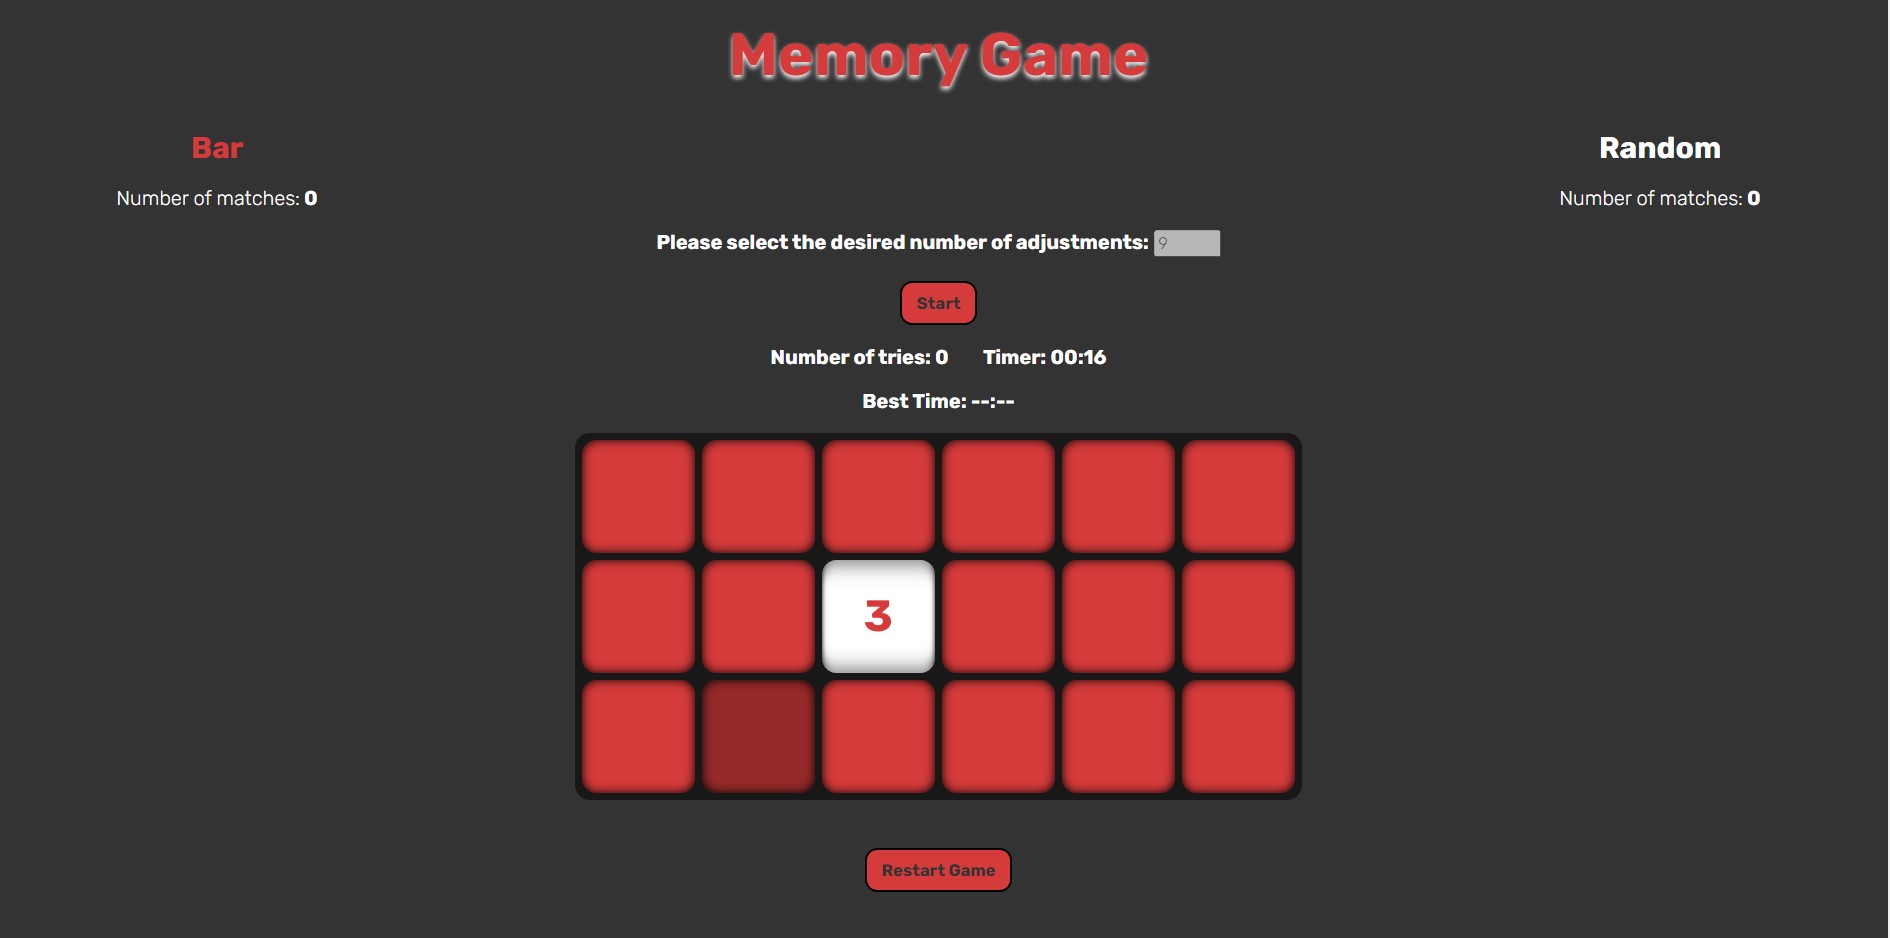 Memory Game
Bar
Random
Number of matches: 0
Number of matches: 0
Please select the desired number of adjustments: 9
Start
Number of tries: 0 Timer: 00:16
Best Time: --:--
3
Restart Game